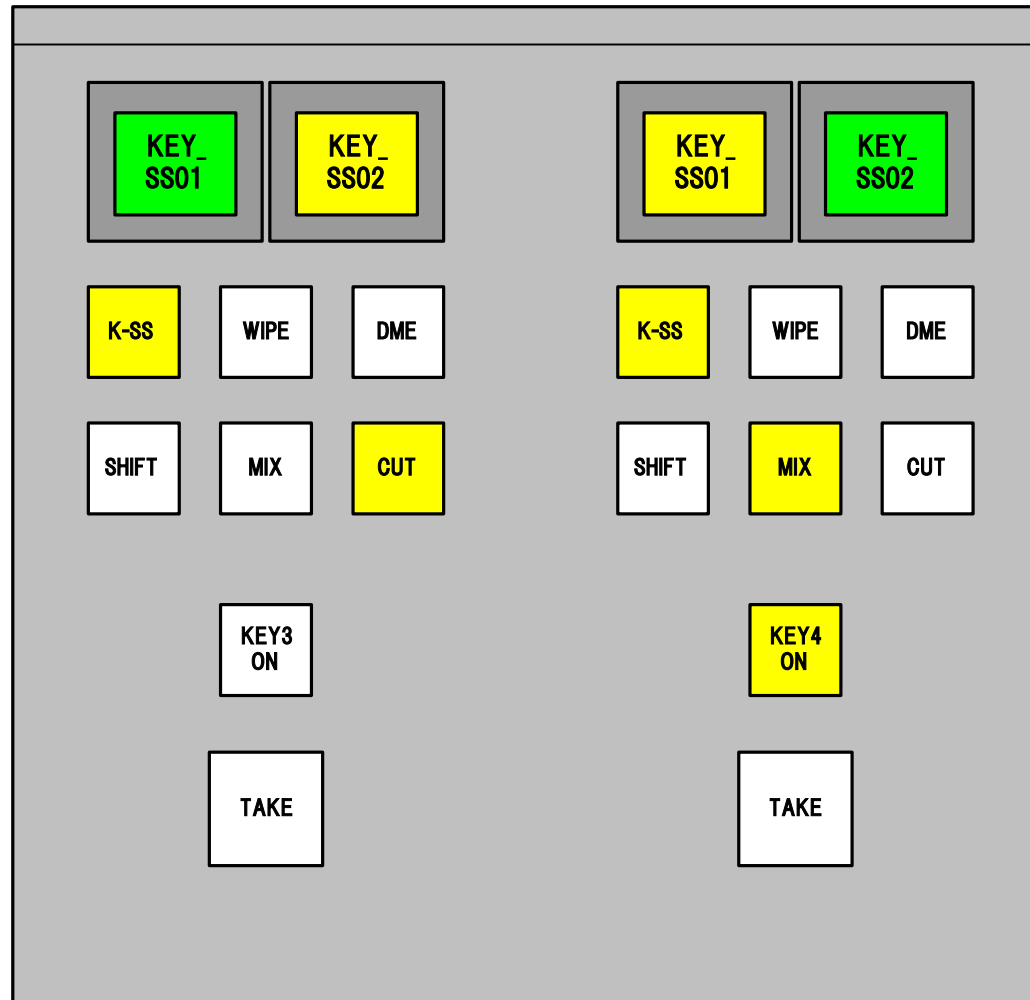 KEY_
SS01
KEY_
SS02
KEY_
SS01
KEY_
SS02
K-SS
WIPE
DME
K-SS
WIPE
DME
SHIFT
MIX
CUT
SHIFT
MIX
CUT
KEY3
ON
KEY4
ON
TAKE
TAKE